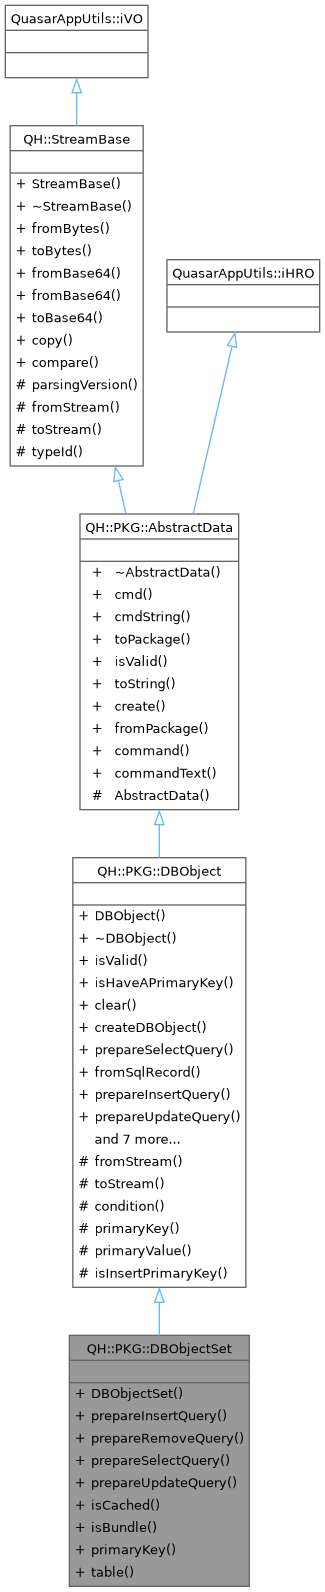 QuasarAppUtils::iVO
QH::StreamBase
+ StreamBase()
+ ~StreamBase()
+ fromBytes()
+ toBytes()
+ fromBase64()
+ fromBase64()
+ toBase64()
+ copy()
+ compare()
# parsingVersion()
# fromStream()
# toStream()
# typeId()
QuasarAppUtils::iHRO
QH::PKG::AbstractData
+ ~AbstractData()
+ cmd()
+ cmdString()
+ toPackage()
+ isValid()
+ toString()
+ create()
+ fromPackage()
+ command()
+ commandText()
# AbstractData()
QH::PKG::DBObject
+ DBObject()
+ ~DBObject()
+ isValid()
+ isHaveAPrimaryKey()
+ clear()
+ createDBObject()
+ prepareSelectQuery()
+ fromSqlRecord()
+ prepareInsertQuery()
+ prepareUpdateQuery()
and 7 more...
# fromStream()
# toStream()
# condition()
# primaryKey()
# primaryValue()
# isInsertPrimaryKey()
QH::PKG::DBObjectSet
+ DBObjectSet()
+ prepareInsertQuery()
+ prepareRemoveQuery()
+ prepareSelectQuery()
+ prepareUpdateQuery()
+ isCached()
+ isBundle()
+ primaryKey()
+ table()